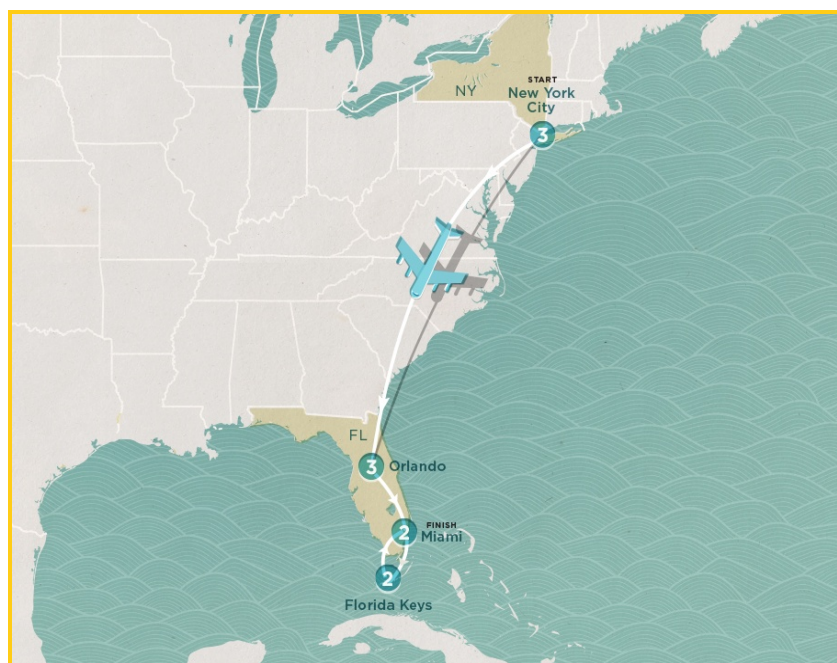 START
New York
City
NY
3
FL
3
Orlando
FINISH
2
Miami
2
Florida Keys